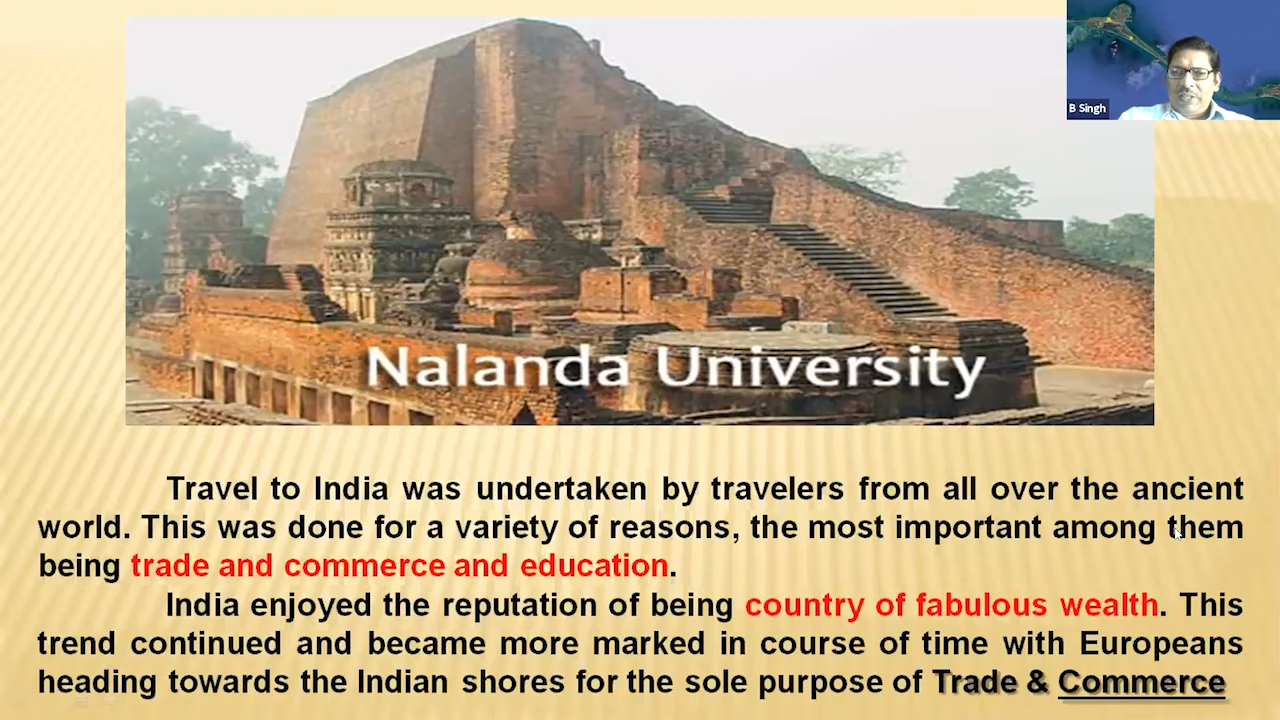 B Singh
Nalanda University
Travel to India was undertaken by travelers from all over the ancient
world. This was done for a variety of reasons, the most important among them
being trade and commerce and education.
India enjoyed the reputation of being country of fabulous wealth. This
trend continued and became more marked in course of time with Europeans
heading towards the Indian shores for the sole purpose of Trade & Commerce